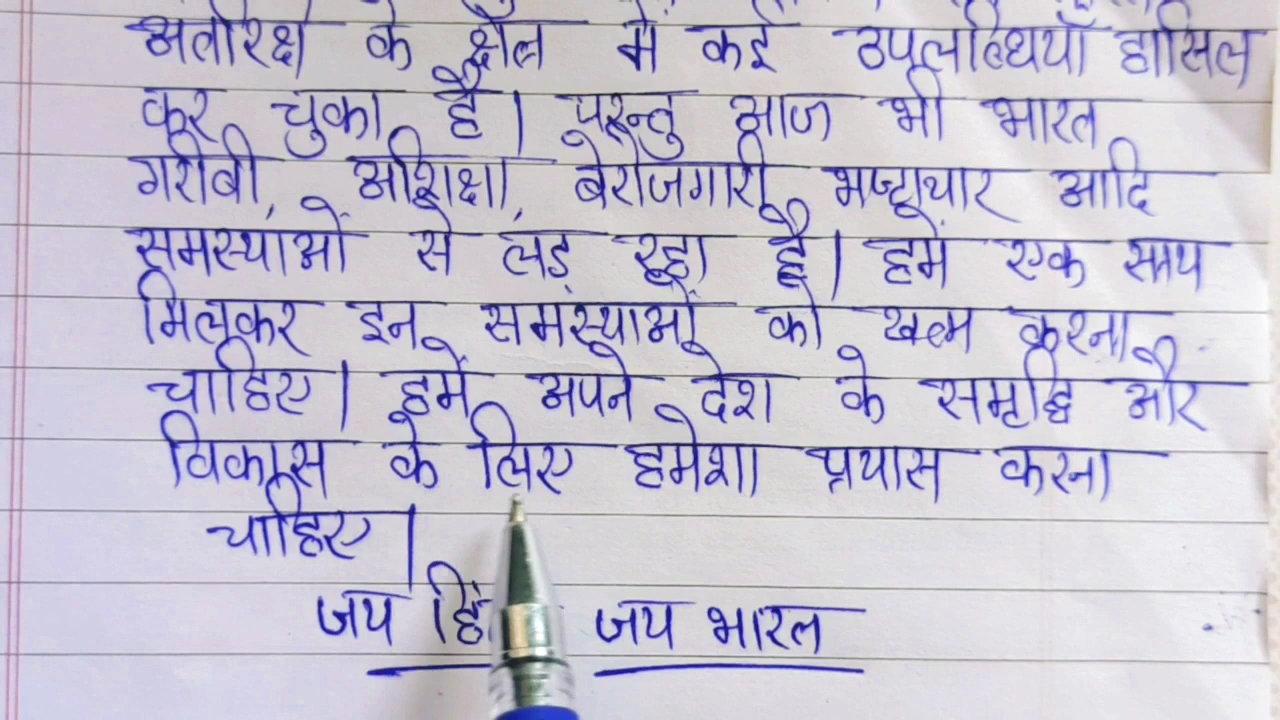 अंतरिक्ष के क्षेत्र में कई उपलब्धियाँ हासिल
कर चुका है। परन्तु आज भी भारत
गरीबी, अशिक्षा, बेरोजगारी, भ्रष्टाचार आदि
समस्याओं से लड़ रहा है। हमें एक साथ
मिलकर इन समस्याओं को खत्म करना
चाहिए। हमें अपने देश के समृद्धि और
विकास के लिए हमेशा प्रयास करना
चाहिए।
जय जय भारत